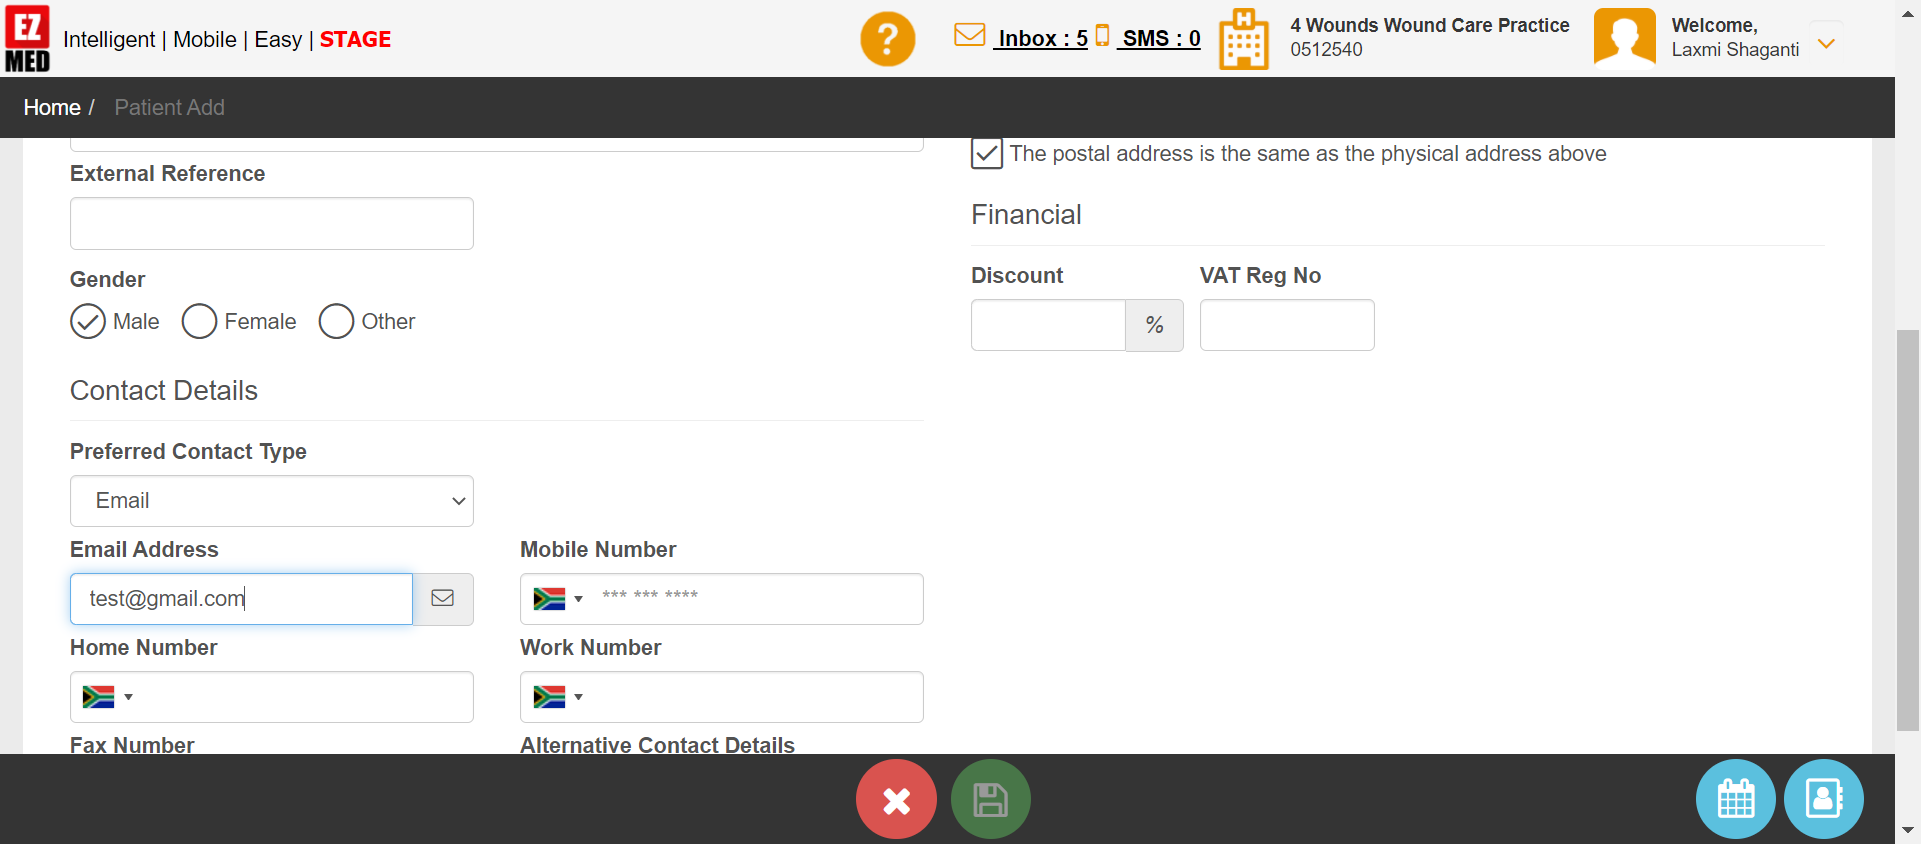 EZ
MED
Intelligent | Mobile | Easy | STAGE
?
Inbox : 5
SMS : 0
H
4 Wounds Wound Care Practice
0512540
Welcome,
Laxmi Shaganti
Home / Patient Add
External Reference
Gender
Male
Female
Other
Contact Details
Preferred Contact Type
Email
Email Address
Mobile Number
test@gmail.com
*** *** ****
Home Number
Work Number
Fax Number
Alternative Contact Details
The postal address is the same as the physical address above
Financial
Discount
VAT Reg No
%